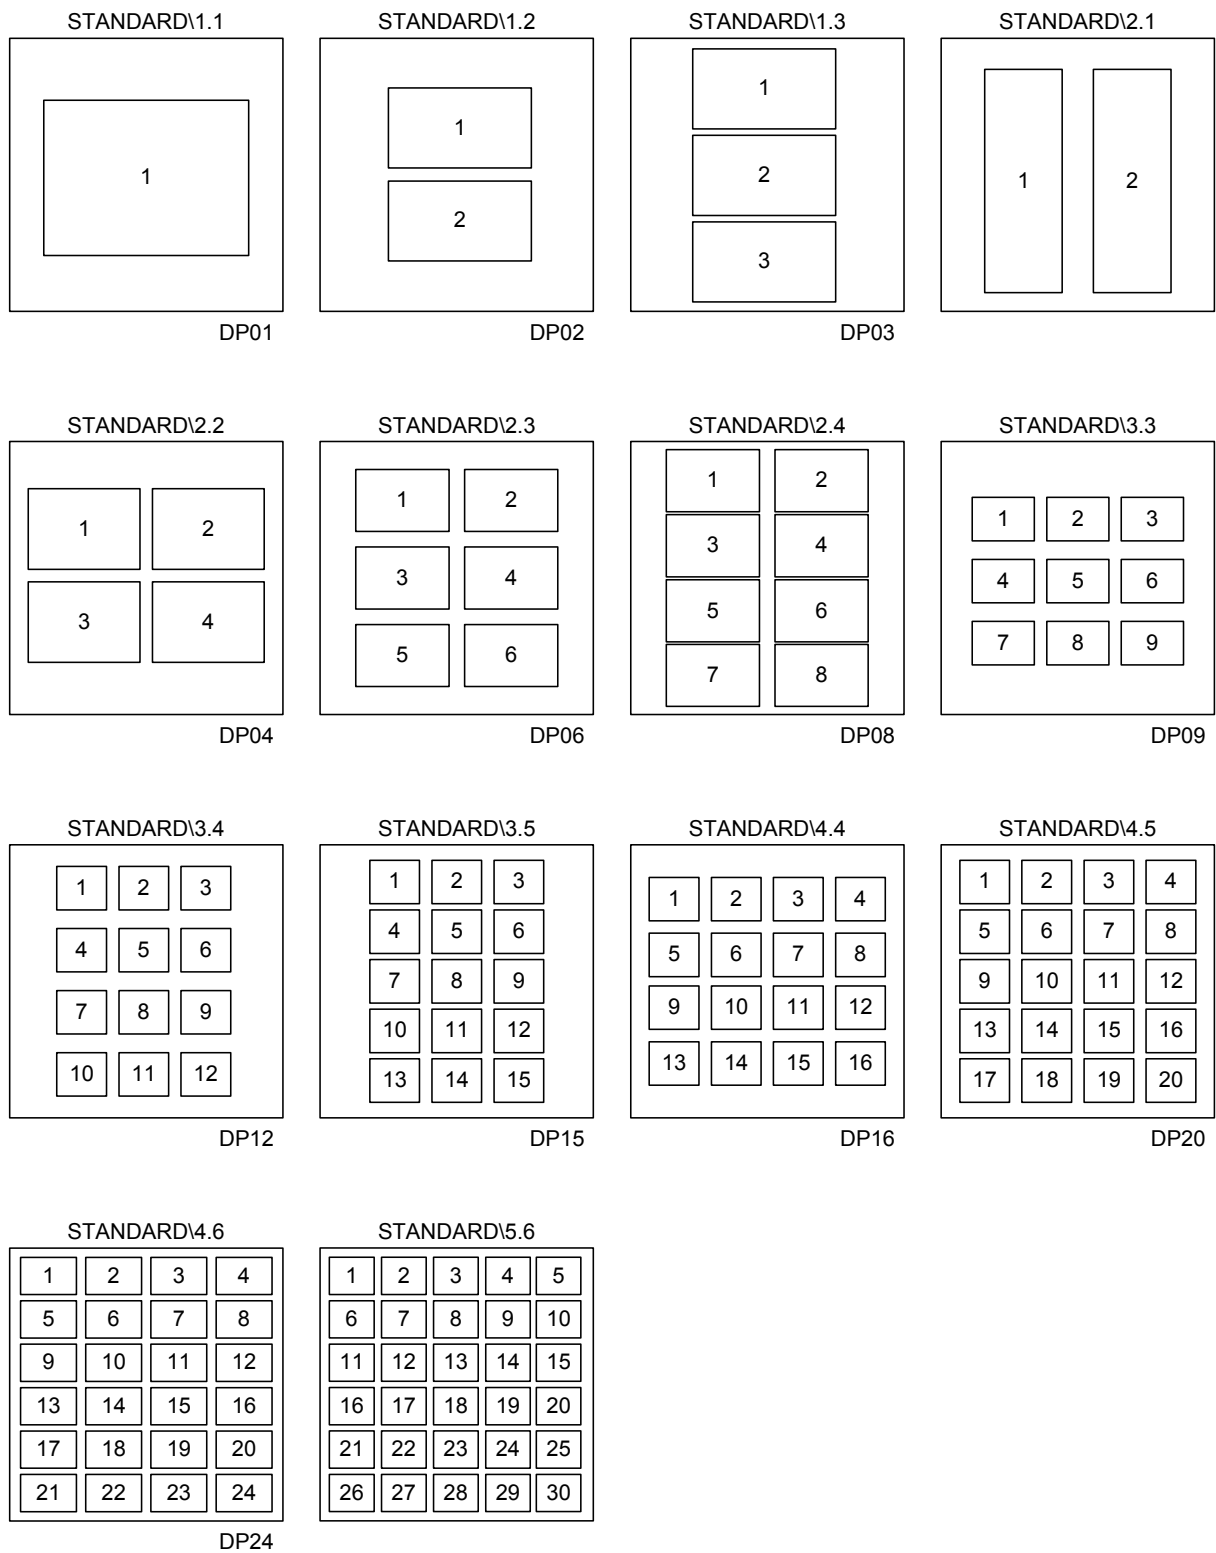 STANDARD\1.1 STANDARD\1.2 STANDARD\1.3 STANDARD\2.1
1 1 2 1 2 3 1 2
DP01 DP02 DP03
STANDARD\2.2 STANDARD\2.3 STANDARD\2.4 STANDARD\3.3
1 2 1 2 1 2 1 2 3
3 4 3 4 3 4 4 5 6
5 6 5 6 7 8 9
7 8
DP04 DP06 DP08 DP09
STANDARD\3.4 STANDARD\3.5 STANDARD\4.4 STANDARD\4.5
1 2 3 1 2 3 1 2 3 4 1 2 3 4
4 5 6 4 5 6 5 6 7 8 5 6 7 8
7 8 9 7 8 9 9 10 11 12 9 10 11 12
10 11 12 10 11 12 13 14 15 16 13 14 15 16
13 14 15 17 18 19 20
DP12 DP15 DP16 DP20
STANDARD\4.6 STANDARD\5.6
1 2 3 4 1 2 3 4 5
5 6 7 8 6 7 8 9 10
9 10 11 12 11 12 13 14 15
13 14 15 16 16 17 18 19 20
17 18 19 20 21 22 23 24 25
21 22 23 24 26 27 28 29 30
DP24